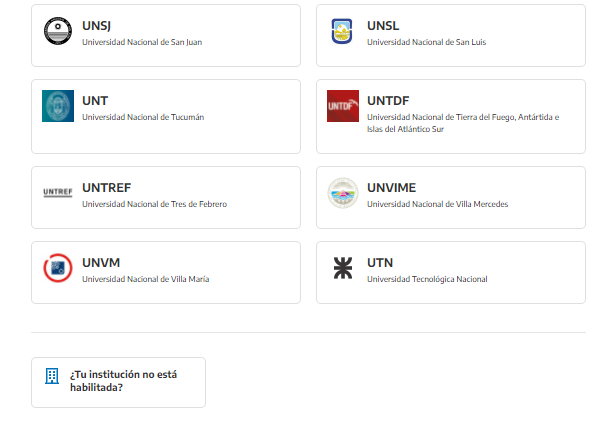 UNSJ
Universidad Nacional de San Juan
UNSL
Universidad Nacional de San Luis
UNT
Universidad Nacional de Tucumán
UNTDF
UNTDF
Universidad Nacional de Tierra del Fuego, Antártida e
Islas del Atlántico Sur
UNTREF
UNTREF
Universidad Nacional de Tres de Febrero
UNVIME
Universidad Nacional de Villa Mercedes
UNVM
Universidad Nacional de Villa María
UTN
Universidad Tecnológica Nacional
¿Tu institución no está
habilitada?